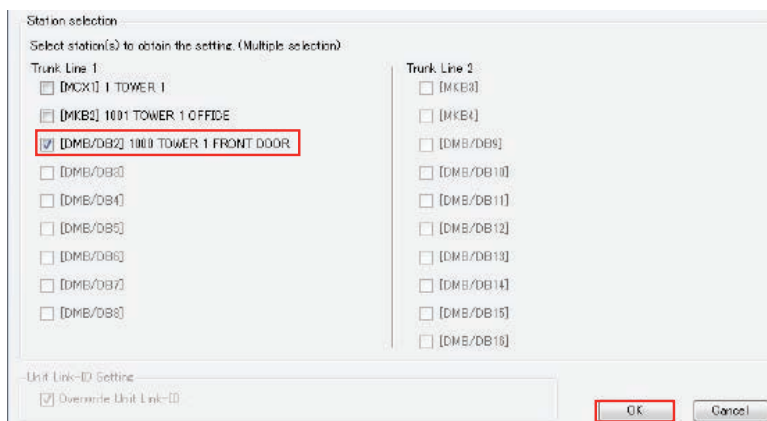 Station selection
Select station(s) to obtain the setting. (Multiple selection)
Trunk Line 1
[MCX1] 1 TOWER 1
[MKB2] 1001 TOWER 1 OFFICE
[DMB/DB2] 1000 TOWER 1 FRONT DOOR
[DMB/DB3]
[DMB/DB4]
[DMB/DB5]
[DMB/DB6]
[DMB/DB7]
[DMB/DB8]
Trunk Line 2
[MKB3]
[MKB4]
[DMB/DB9]
[DMB/DB10]
[DMB/DB11]
[DMB/DB12]
[DMB/DB13]
[DMB/DB14]
[DMB/DB15]
[DMB/DB16]
Unit Link-ID Setting
Overwrite Unit Link-ID
OK
Cancel